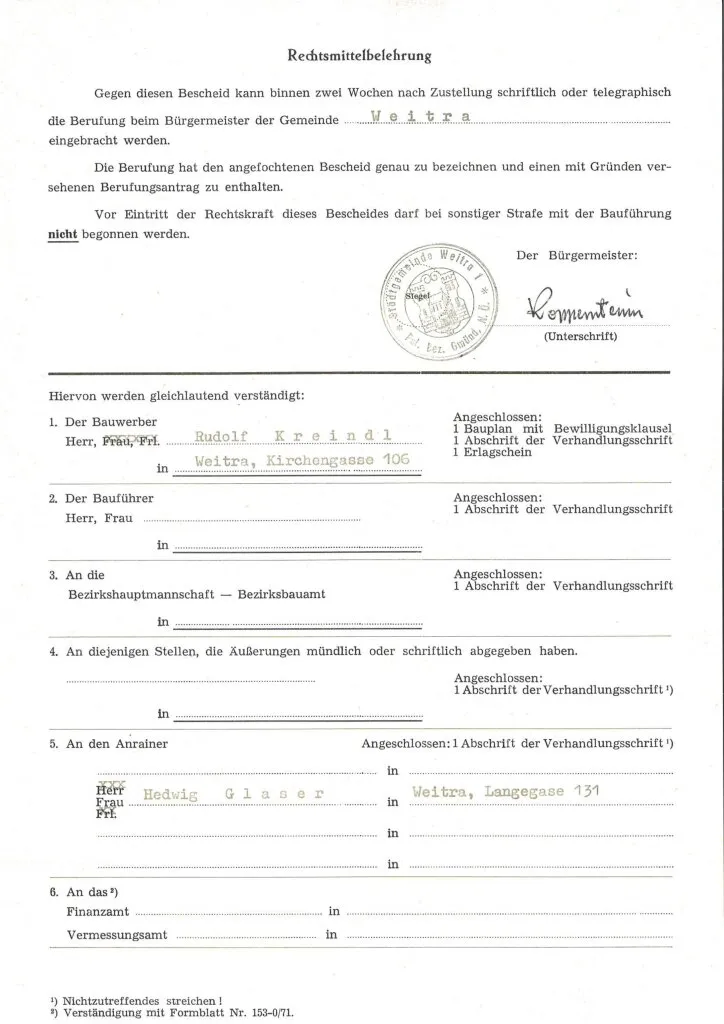 Rechtsmittelbelehrung
Gegen diesen Bescheid kann binnen zwei Wochen nach Zustellung schriftlich oder telegraphisch
die Berufung beim Bürgermeister der Gemeinde W e i t r a
eingebracht werden.
Die Berufung hat den angefochtenen Bescheid genau zu bezeichnen und einen mit Gründen ver-
sehenen Berufungsantrag zu enthalten.
Vor Eintritt der Rechtskraft dieses Bescheides darf bei sonstiger Strafe mit der Bauführung
nicht begonnen werden.
Der Bürgermeister:
Stadtgemeinde Weitra 1 * Pol. Bez. Gmünd, N.Ö. *
Siegel
(Unterschrift)
Hiervon werden gleichlautend verständigt:
1. Der Bauwerber
Herr, Frau, Frl. Rudolf K r e i n d l
in Weitra, Kirchengasse 106
Angeschlossen:
1 Bauplan mit Bewilligungsklausel
1 Abschrift der Verhandlungsschrift
1 Erlagschein
2. Der Bauführer
Herr, Frau
in
Angeschlossen:
1 Abschrift der Verhandlungsschrift
3. An die
Bezirkshauptmannschaft — Bezirksbauamt
in
Angeschlossen:
1 Abschrift der Verhandlungsschrift
4. An diejenigen Stellen, die Äußerungen mündlich oder schriftlich abgegeben haben.
in
Angeschlossen:
1 Abschrift der Verhandlungsschrift ¹)
5. An den Anrainer Angeschlossen: 1 Abschrift der Verhandlungsschrift ¹)
in
Herr
Frau Hedwig G l a s e r in Weitra, Langegase 131
Frl.
in
in
6. An das ²)
Finanzamt in
Vermessungsamt in
¹) Nichtzutreffendes streichen !
²) Verständigung mit Formblatt Nr. 153-0/71.